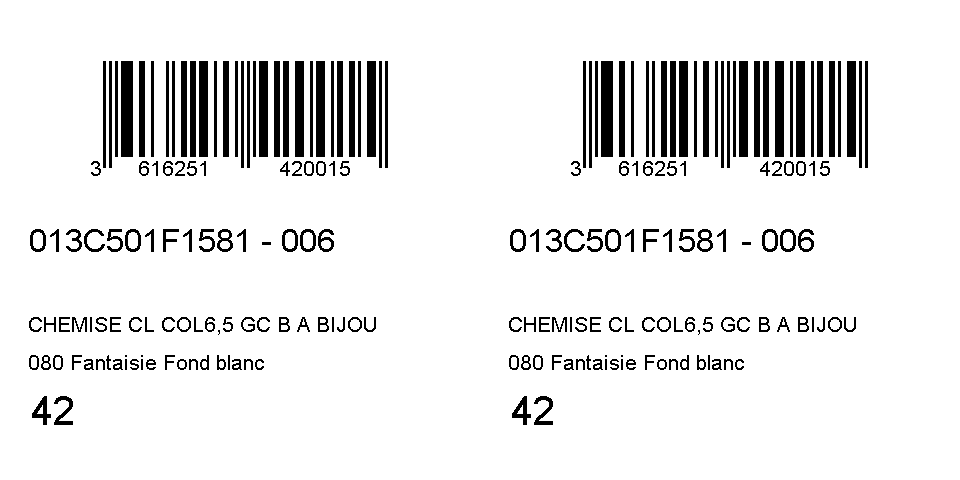 3 616251 420015
013C501F1581 - 006
CHEMISE CL COL6,5 GC B A BIJOU
080 Fantaisie Fond blanc
42
3 616251 420015
013C501F1581 - 006
CHEMISE CL COL6,5 GC B A BIJOU
080 Fantaisie Fond blanc
42